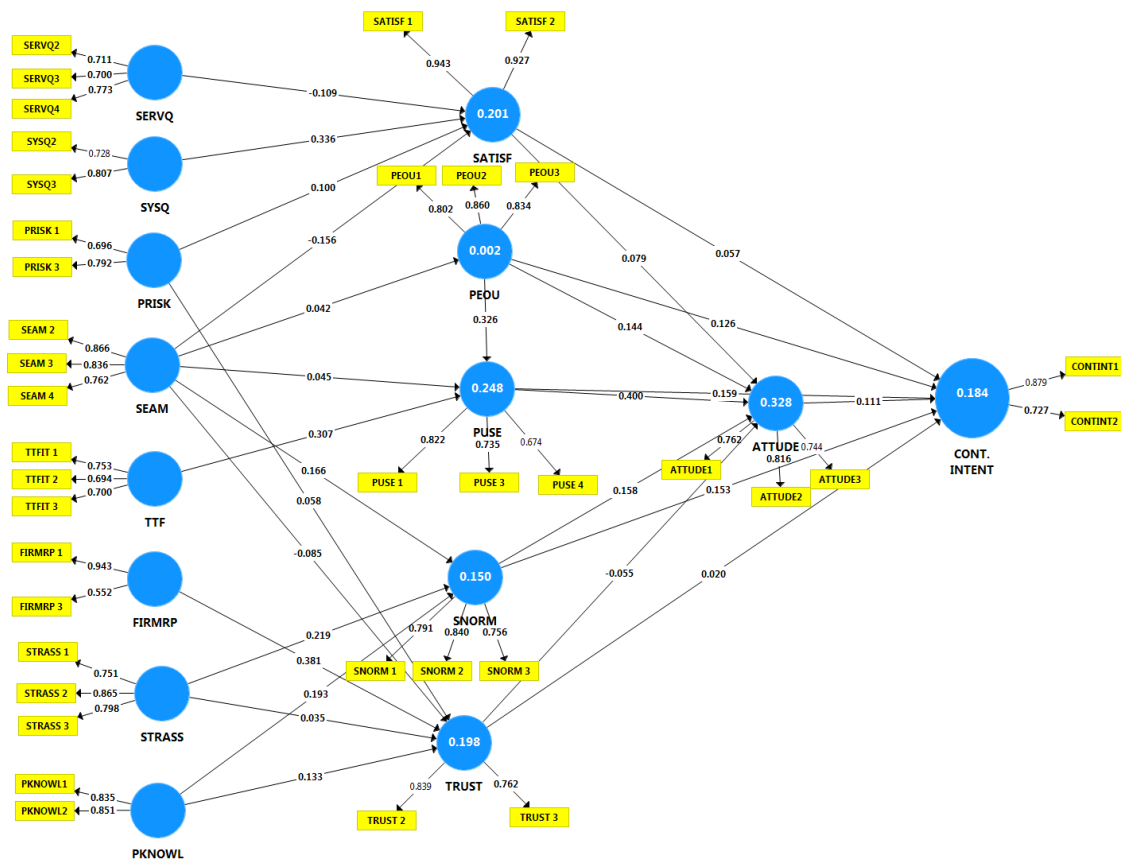 SATISF 1
SATISF 2
0.943
0.927
SERVQ2
SERVQ3
SERVQ4
0.711
0.700
0.773
SERVQ
-0.109
0.201
SATISF
SYSQ2
SYSQ3
0.728
0.807
SYSQ
0.336
PEOU1
PEOU2
PEOU3
0.802
0.860
0.834
0.100
PRISK 1
PRISK 3
0.696
0.792
PRISK
-0.156
0.002
PEOU
0.079
0.057
0.042
0.326
0.144
0.126
SEAM 2
SEAM 3
SEAM 4
0.866
0.836
0.762
SEAM
0.045
0.248
PUSE
0.159
0.400
0.328
ATTUDE
0.111
0.184
CONT.
INTENT
0.879
0.727
CONTINT1
CONTINT2
0.307
0.822
0.735
0.674
PUSE 1
PUSE 3
PUSE 4
0.762
0.816
0.744
ATTUDE1
ATTUDE2
ATTUDE3
TTFIT 1
TTFIT 2
TTFIT 3
0.753
0.694
0.700
TTF
0.166
0.058
-0.085
0.158
0.153
FIRMRP 1
FIRMRP 3
0.943
0.552
FIRMRP
0.150
SNORM
-0.055
0.020
0.219
0.381
0.791
0.840
0.756
SNORM 1
SNORM 2
SNORM 3
STRASS 1
STRASS 2
STRASS 3
0.751
0.865
0.798
STRASS
0.193
0.035
0.198
TRUST
0.133
0.839
0.762
TRUST 2
TRUST 3
PKNOWL1
PKNOWL2
0.835
0.851
PKNOWL